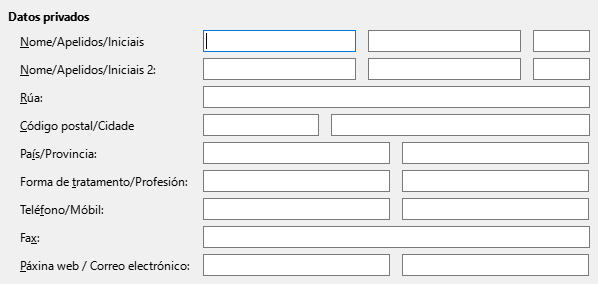 Datos privados
Nome/Apelidos/Iniciais
Nome/Apelidos/Iniciais 2:
Rúa:
Código postal/Cidade
País/Provincia:
Forma de tratamento/Profesión:
Teléfono/Móbil:
Fax:
Páxina web / Correo electrónico: